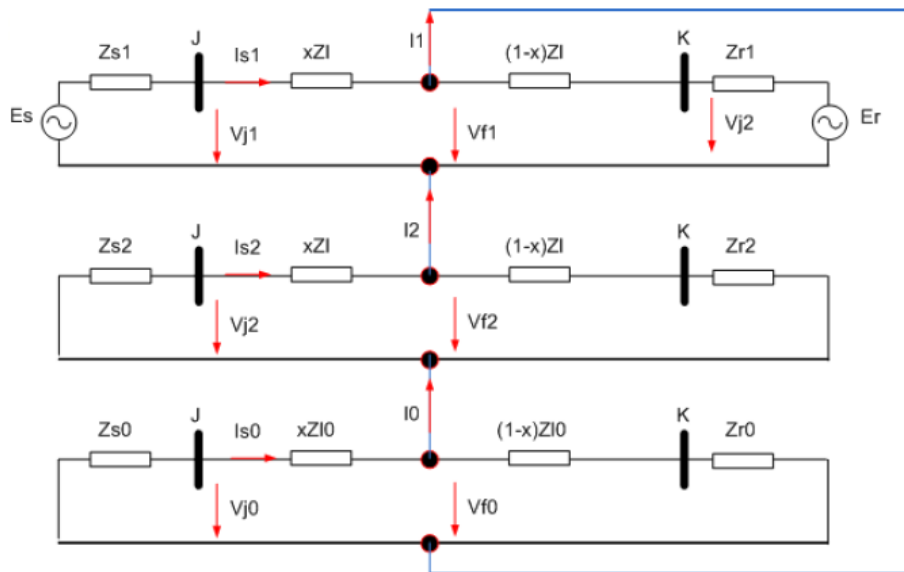 Zs1 J Is1 xZl I1 (1-x)Zl K Zr1
Es Vj1 Vf1 Vj2 Er
Zs2 J Is2 xZl I2 (1-x)Zl K Zr2
Vj2 Vf2
Zs0 J Is0 xZl0 I0 (1-x)Zl0 K Zr0
Vj0 Vf0